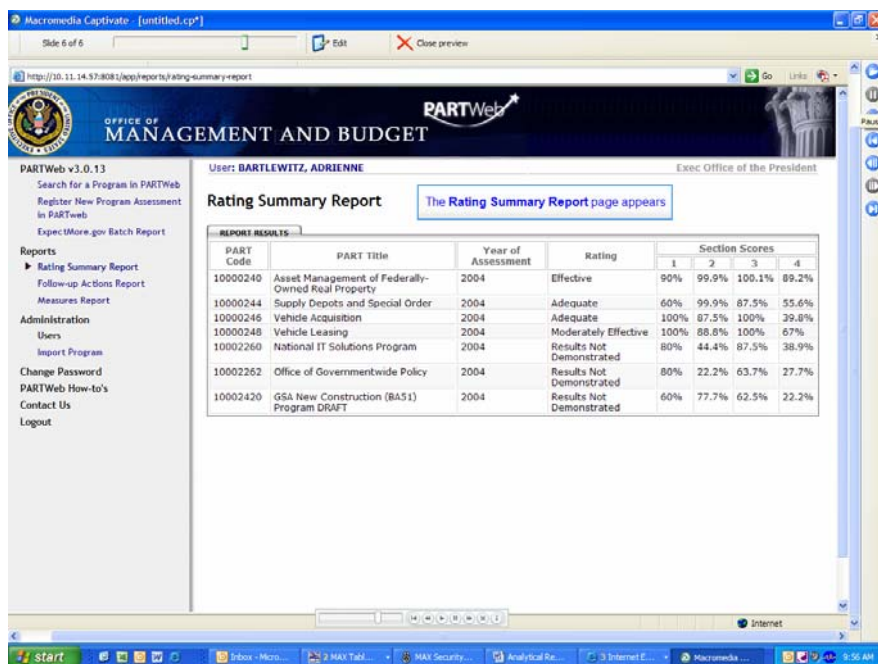 Macromedia Captivate - [untitled.cp*]
Slide 6 of 6 Edit Close preview
http://10.11.14.57:8081/app/reports/rating-summary-report Go Links
OFFICE OF
MANAGEMENT AND BUDGET
PARTWeb
Paus
PARTWeb v3.0.13
Search for a Program in PARTWeb
Register New Program Assessment
in PARTweb
ExpectMore.gov Batch Report
Reports
Rating Summary Report
Follow-up Actions Report
Measures Report
Administration
Users
Import Program
Change Password
PARTWeb How-to's
Contact Us
Logout
User: BARTLEWITZ, ADRIENNE Exec Office of the President
Rating Summary Report
The Rating Summary Report page appears
REPORT RESULTS
PART Code PART Title Year of Assessment Rating Section Scores
1 2 3 4
10000240 Asset Management of Federally- 2004 Effective 90% 99.9% 100.1% 89.2%
Owned Real Property
10000244 Supply Depots and Special Order 2004 Adequate 60% 99.9% 87.5% 55.6%
10000246 Vehicle Acquisition 2004 Adequate 100% 87.5% 100% 39.8%
10000248 Vehicle Leasing 2004 Moderately Effective 100% 88.8% 100% 67%
10002260 National IT Solutions Program 2004 Results Not 80% 44.4% 87.5% 38.9%
Demonstrated
10002262 Office of Governmentwide Policy 2004 Results Not 80% 22.2% 63.7% 27.7%
Demonstrated
10002420 GSA New Construction (BA51) 2004 Results Not 60% 77.7% 62.5% 22.2%
Program DRAFT Demonstrated
Internet
start Inbox - Micro... 2 MAX Tabl... MAX Security... Analytical Re... 3 Internet E... Macromedia ... 9:56 AM